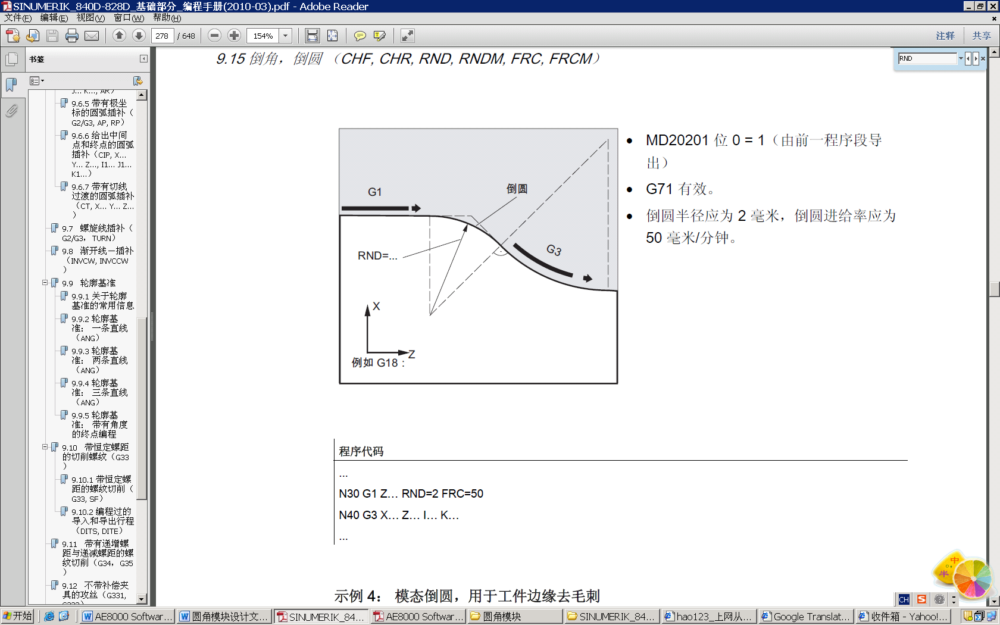 SINUMERIK_840D-828D_基础部分_编程手册(2010-03).pdf - Adobe Reader
文件(F) 编辑(E) 视图(V) 窗口(W) 帮助(H)
278 / 648 154% 注释 共享
书签
RND
J... K..., AR）
9.6.5 带有极坐
标的圆弧插补（
G2/G3, AP, RP）
9.6.6 给出中间
点和终点的圆弧
插补（CIP, X...
Y... Z..., I1... J1...
K1...）
9.6.7 带有切线
过渡的圆弧插补
（CT, X... Y... Z...
）
9.7 螺旋线插补（
G2/G3，TURN）
9.8 渐开线－插补
（INVCW, INVCCW
）
9.9 轮廓基准
9.9.1 关于轮廓
基准的常用信息
9.9.2 轮廓基
准： 一条直线
（ANG）
9.9.3 轮廓基
准： 两条直线
（ANG）
9.9.4 轮廓基
准： 三条直线
（ANG）
9.9.5 轮廓基
准： 带有角度
的终点编程
9.10 带恒定螺距
的切削螺纹（G33
）
9.10.1 带恒定螺
距的螺纹切削（
G33, SF）
9.10.2 编程过的
导入和导出行程
（DITS, DITE）
9.11 带有递增螺
距与递减螺距的螺
纹切削（G34，G35
）
9.12 不带补偿夹
具的攻丝（G331,
9.15 倒角，倒圆 （CHF, CHR, RND, RNDM, FRC, FRCM）
G1
倒圆
G3
RND=...
X
Z
例如 G18 :
• MD20201 位 0 = 1（由前一程序段导
出）
• G71 有效。
• 倒圆半径应为 2 毫米，倒圆进给率应为
50 毫米/分钟。
程序代码
...
N30 G1 Z… RND=2 FRC=50
N40 G3 X… Z… I… K…
...
示例 4： 模态倒圆，用于工件边缘去毛刺
中
半
CH
开始
AE8000 Softwar...
圆角模块设计文...
SINUMERIK_84...
AE8000 Softwar...
圆角模块
SINUMERIK_84...
hao123_上网从...
Google Translat...
收件箱 - Yahoo!...